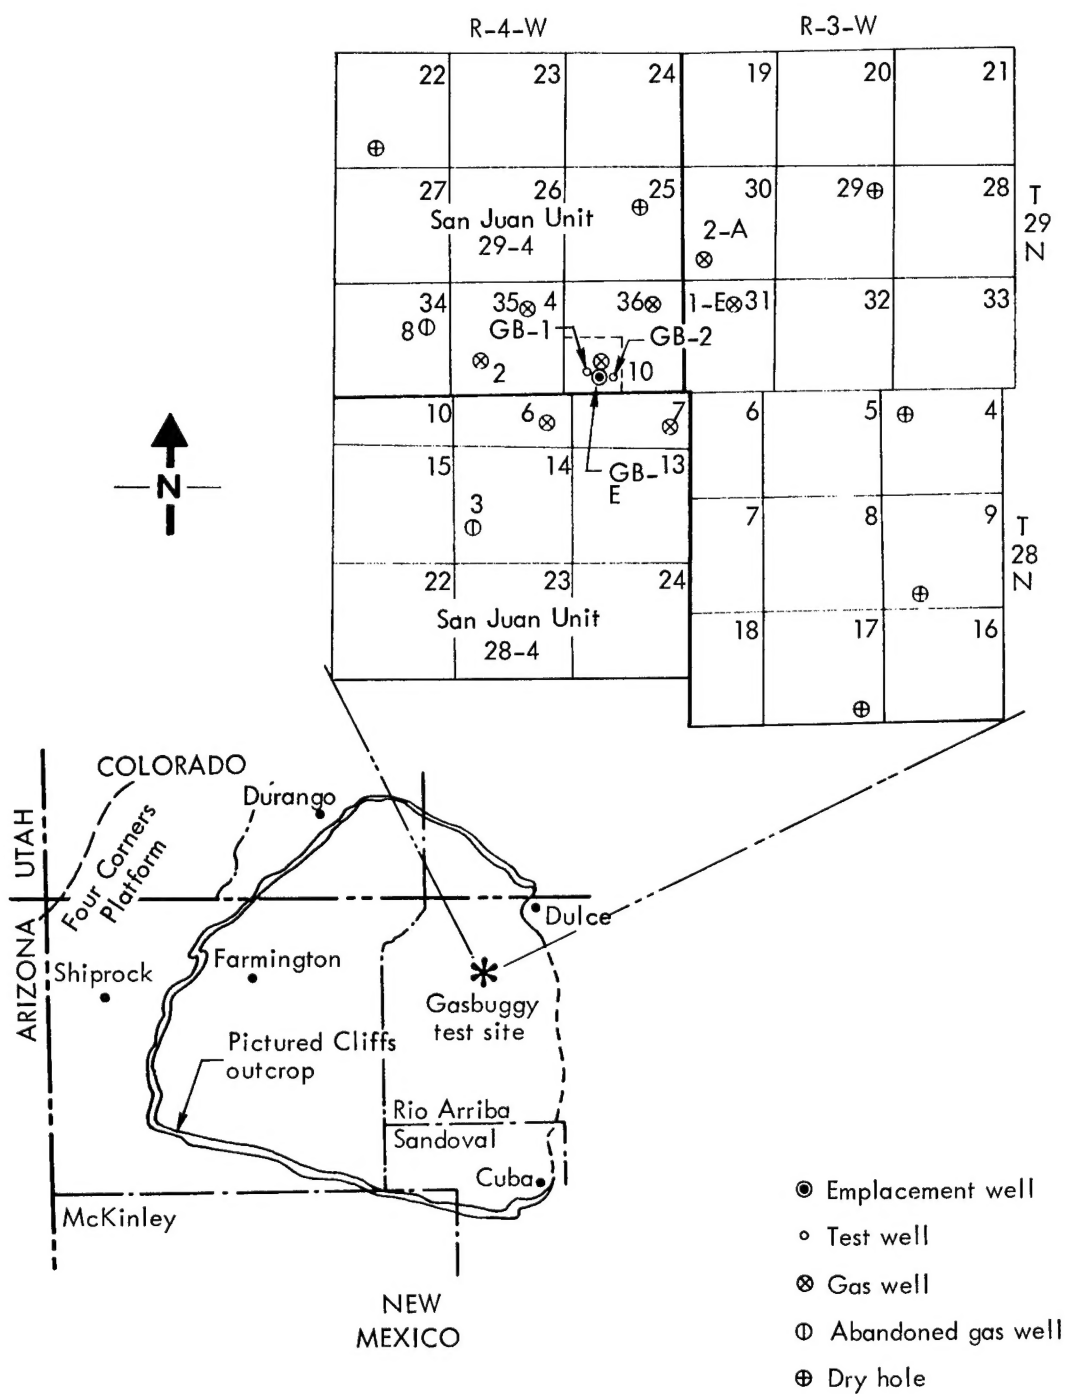 R-4-W
R-3-W
22
23
24
19
20
21
27
26
25
30
29
28
San Juan Unit
29-4
2-A
T
29
N
34
35
4
36
1-E
31
32
33
8
GB-1
GB-2
2
10
10
6
7
6
5
4
15
14
GB-
E
13
3
7
8
9
T
28
N
22
23
24
San Juan Unit
28-4
18
17
16
N
COLORADO
Durango
UTAH
Four Corners
Platform
ARIZONA
Dulce
Shiprock
Farmington
Gasbuggy
test site
Pictured Cliffs
outcrop
Rio Arriba
Sandoval
Cuba
McKinley
NEW
MEXICO
Emplacement well
Test well
Gas well
Abandoned gas well
Dry hole